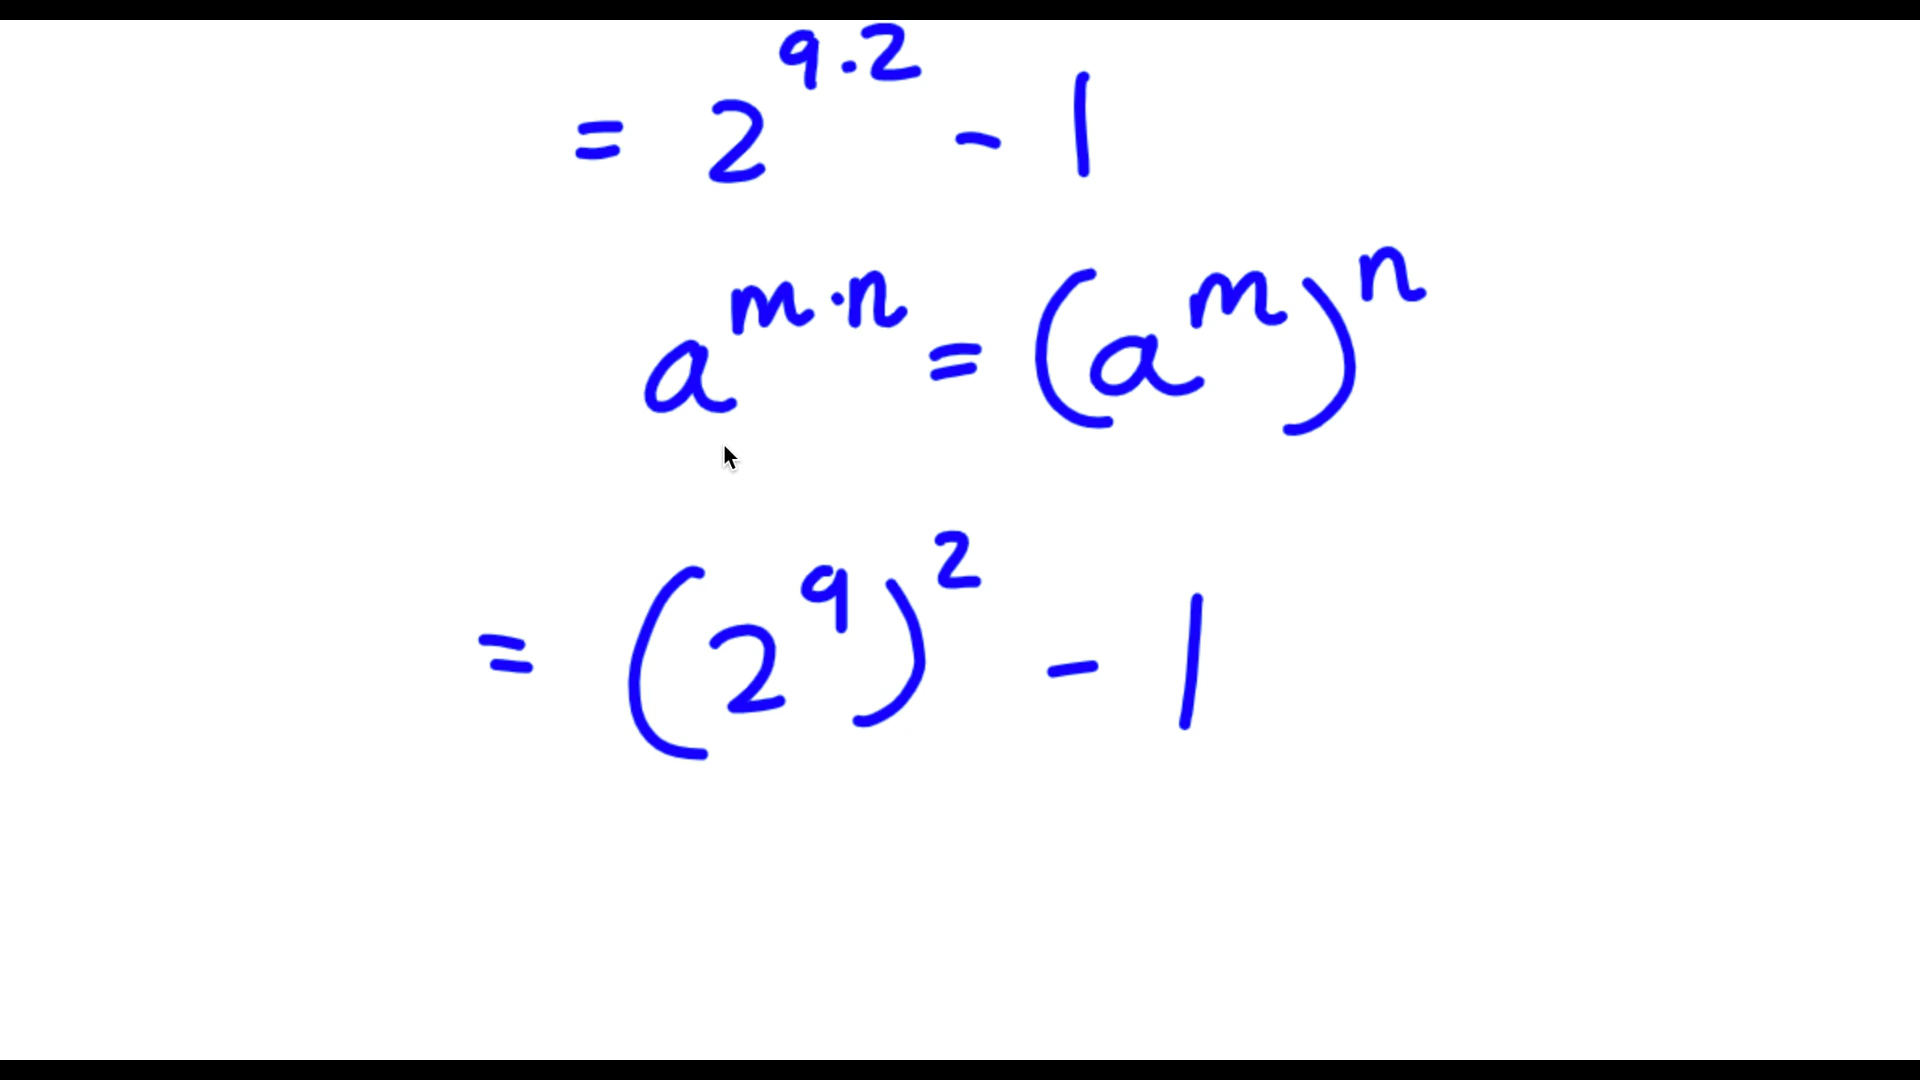 = 2^{9·2} - 1
a^{m·n} = (a^m)^n
= (2^9)^2 - 1